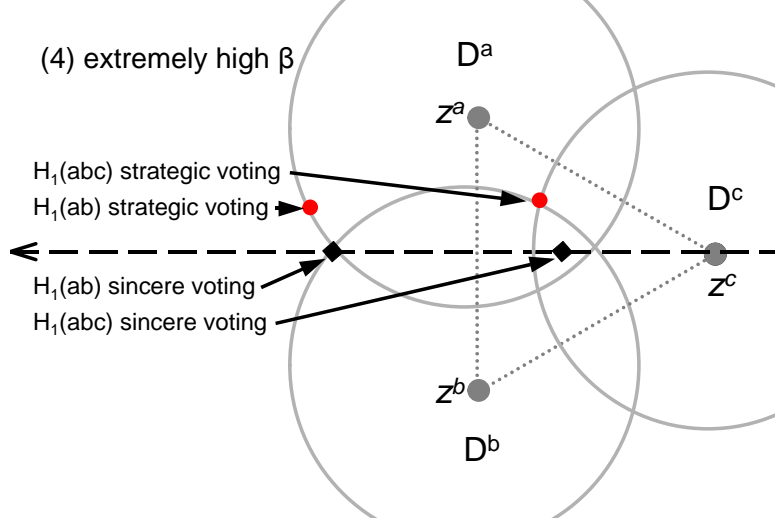 (4) extremely high β
Dᵃ
zᵃ
H₁(abc) strategic voting
H₁(ab) strategic voting
Dᶜ
H₁(ab) sincere voting
zᶜ
H₁(abc) sincere voting
zᵇ
Dᵇ